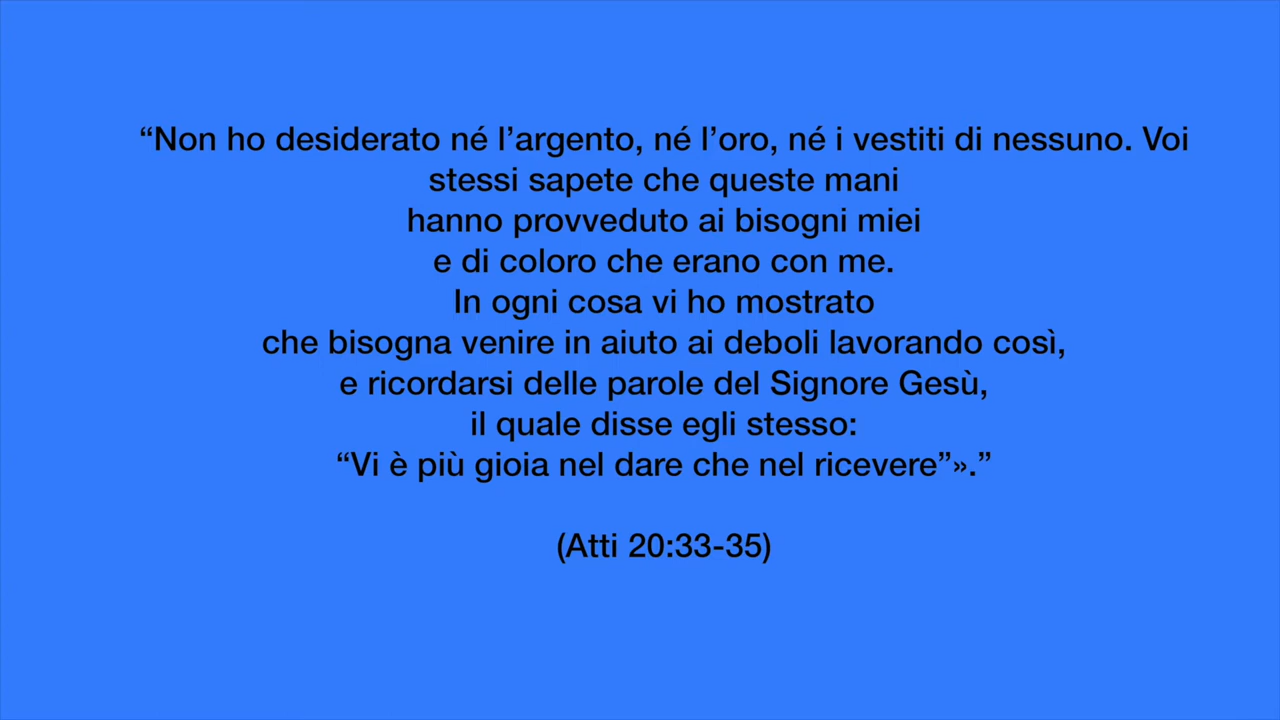 “Non ho desiderato né l’argento, né l’oro, né i vestiti di nessuno. Voi
stessi sapete che queste mani
hanno provveduto ai bisogni miei
e di coloro che erano con me.
In ogni cosa vi ho mostrato
che bisogna venire in aiuto ai deboli lavorando così,
e ricordarsi delle parole del Signore Gesù,
il quale disse egli stesso:
“Vi è più gioia nel dare che nel ricevere”».”
(Atti 20:33-35)